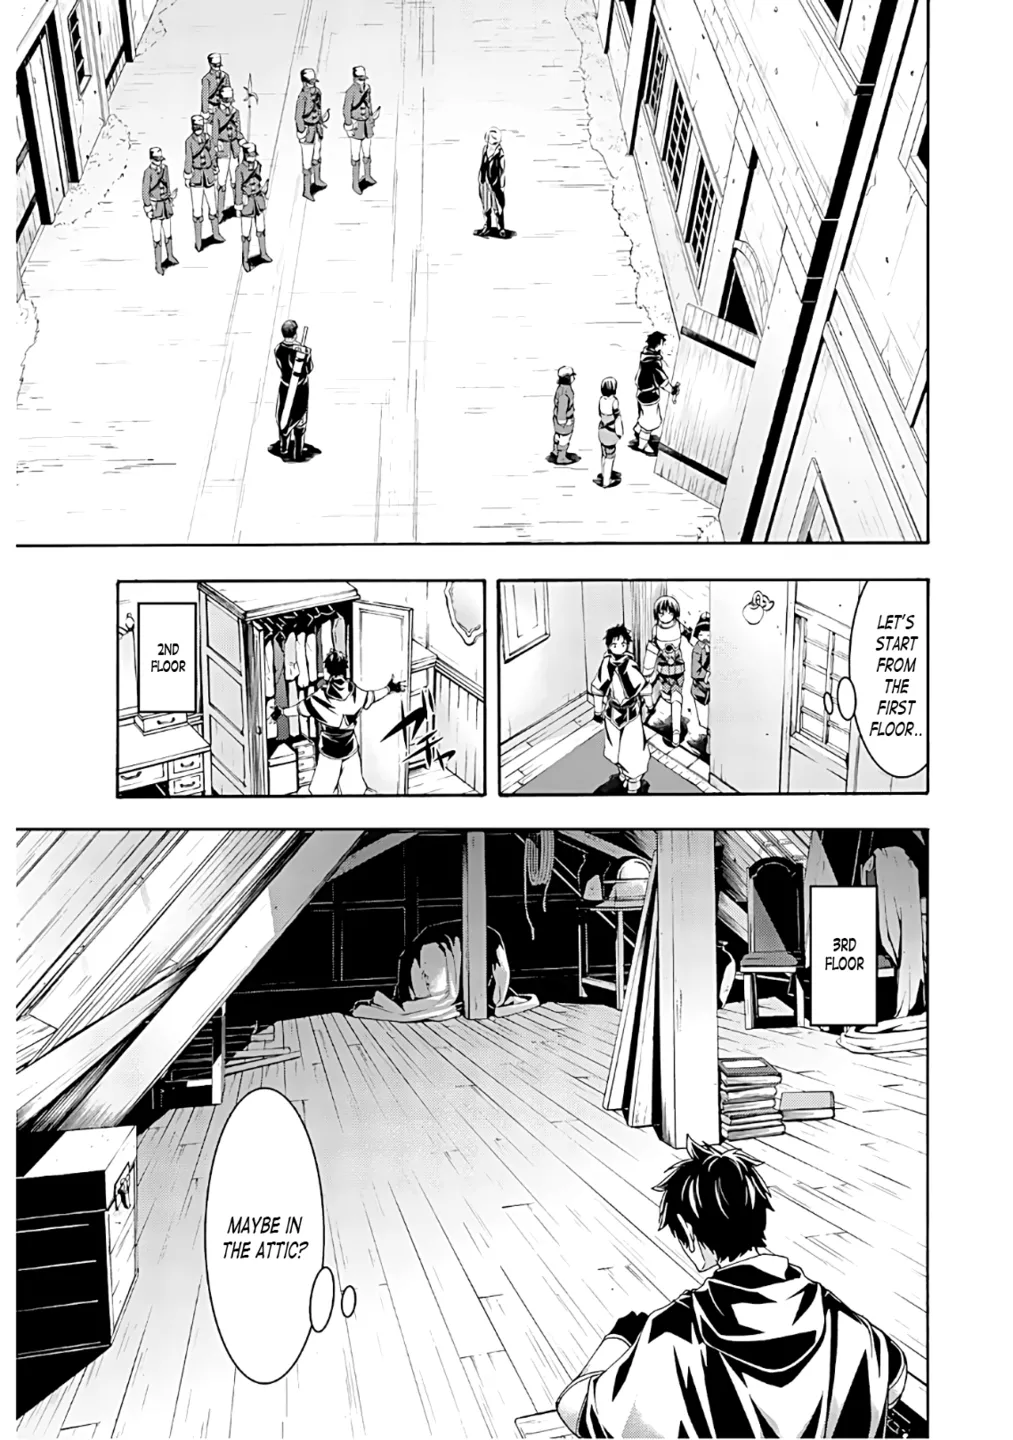 LET'S
START
FROM
THE
FIRST
FLOOR..
2ND
FLOOR
3RD
FLOOR
MAYBE IN
THE ATTIC?